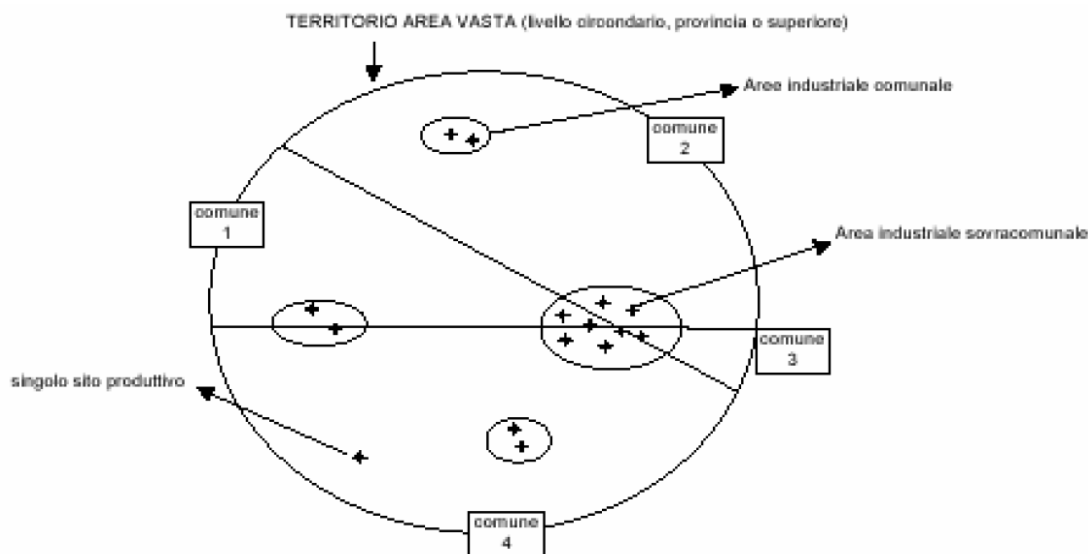 TERRITORIO AREA VASTA (livello circondario, provincia o superiore)
Aree industriale comunale
comune
2
comune
1
Area industriale sovracomunale
comune
3
singolo sito produttivo
comune
4